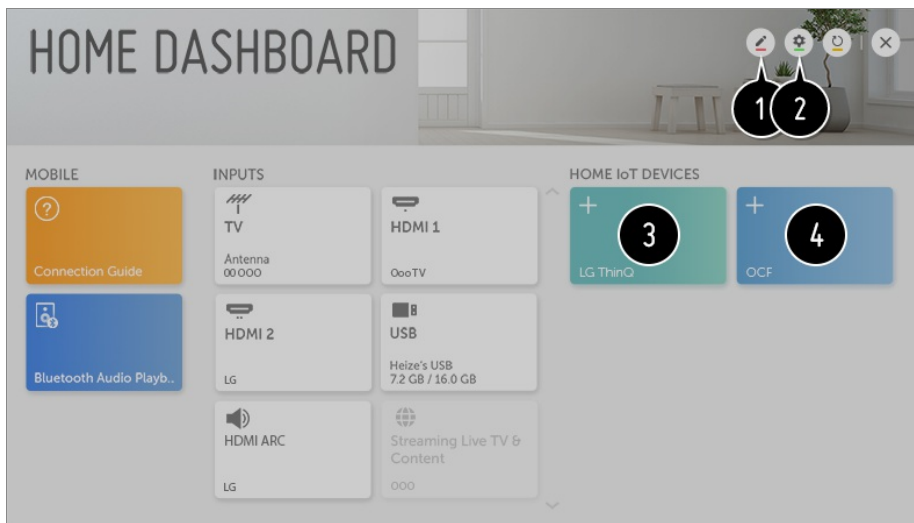 HOME DASHBOARD
1
2
MOBILE
INPUTS
HOME IoT DEVICES
Connection Guide
TV
Antenna
00 000
HDMI 1
OooTV
3
LG ThinQ
4
OCF
Bluetooth Audio Playb..
HDMI 2
LG
USB
Heize's USB
7.2 GB / 16.0 GB
HDMI ARC
LG
Streaming Live TV &
Content
000